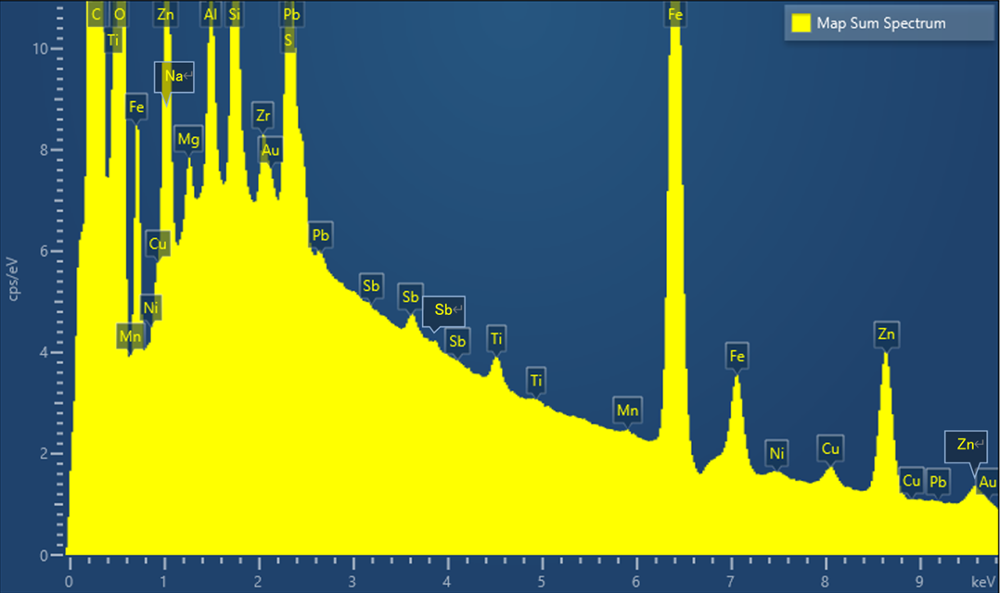 C O Zn Al Si Pb Fe Map Sum Spectrum
Ti S
10
Na↵
Fe
Zr
Mg Au
8
Pb
Cu
6
Sb
Sb
Ni Sb↵
Mn Sb Ti Zn
4
Fe
Ti
Mn
Zn↵
Ni Cu
2
Cu Pb Au
0
cps/eV
0 1 2 3 4 5 6 7 8 9 keV